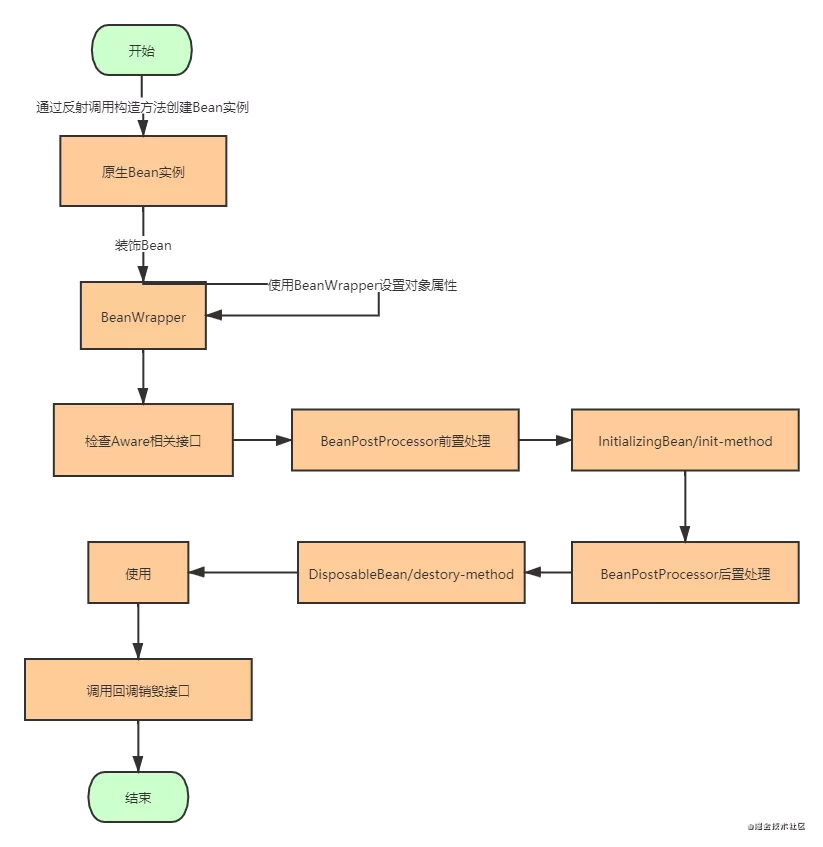 开始
通过反射调用构造方法创建Bean实例
原生Bean实例
装饰Bean
使用BeanWrapper设置对象属性
BeanWrapper
检查Aware相关接口
BeanPostProcessor前置处理
InitializingBean/init-method
BeanPostProcessor后置处理
DisposableBean/destory-method
使用
调用回调销毁接口
结束
@掘金技术社区